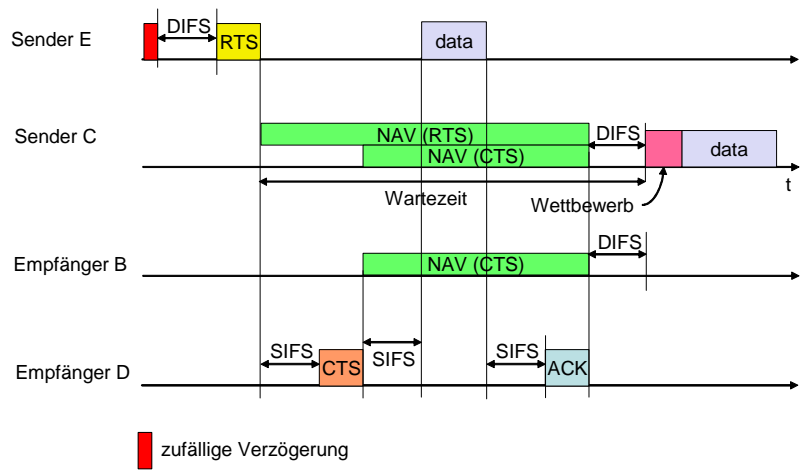 Sender E
DIFS
RTS
data
Sender C
NAV (RTS)
NAV (CTS)
DIFS
data
t
Wartezeit
Wettbewerb
Empfänger B
NAV (CTS)
DIFS
Empfänger D
SIFS
CTS
SIFS
SIFS
ACK
zufällige Verzögerung